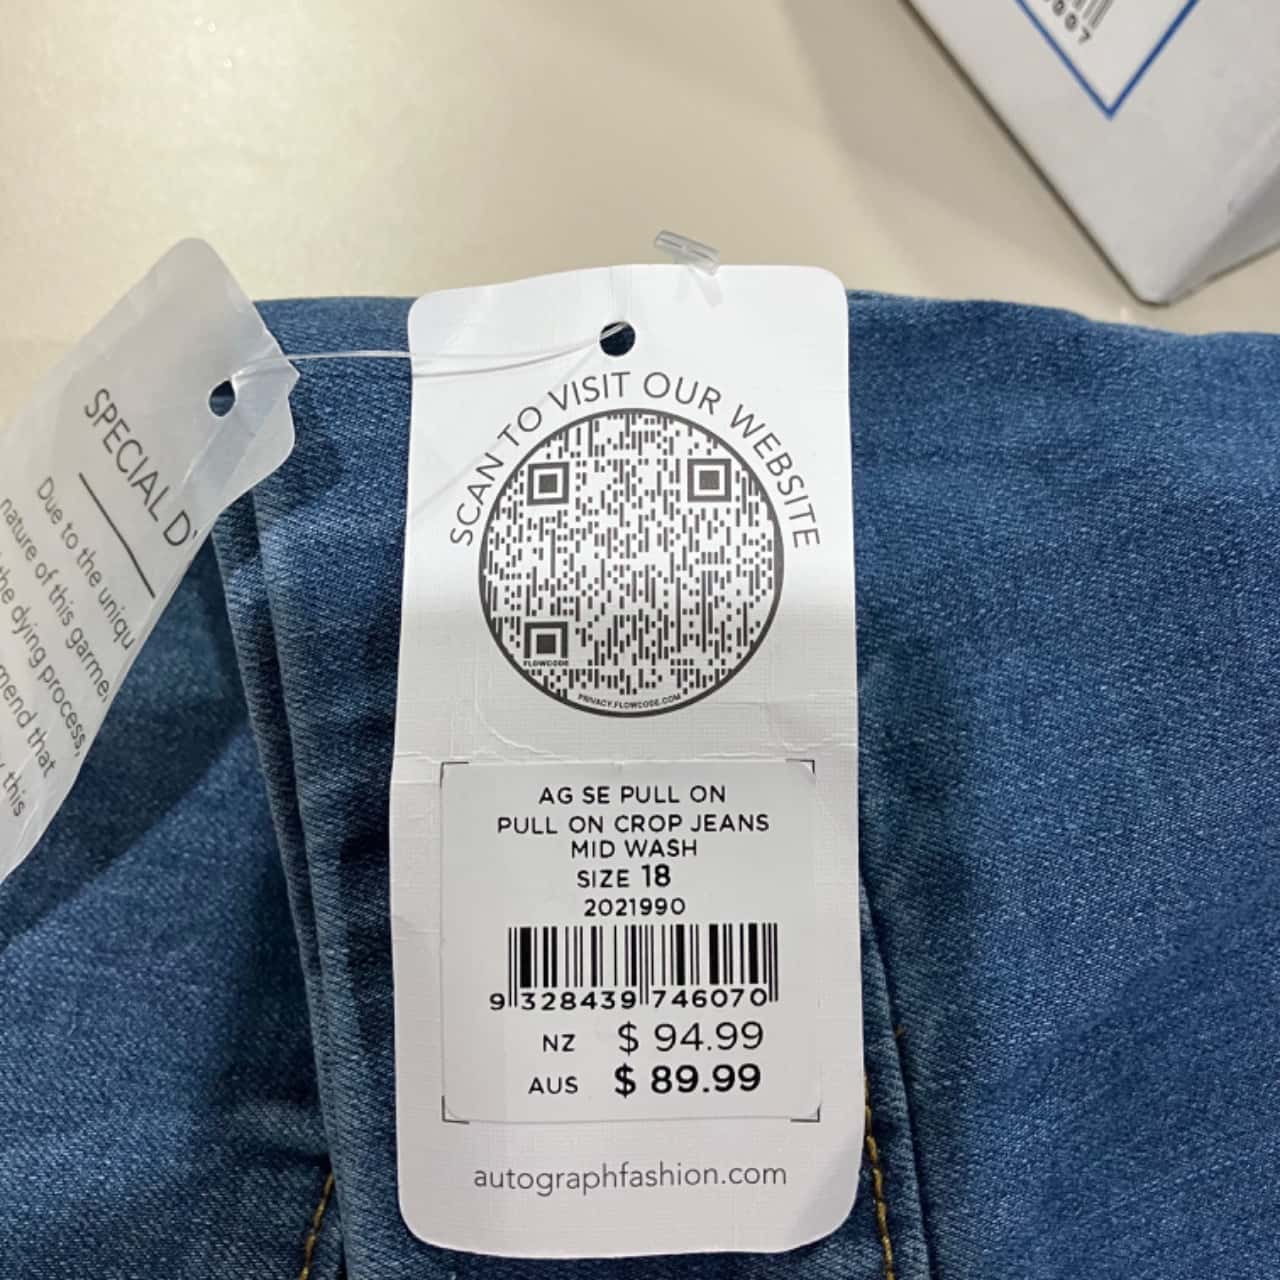 SPECIAL D
Due to the uniqu
nature of this garme
the dying process,
mend that
this
SCAN TO VISIT OUR WEBSITE
FLOWCODE
PRIVACY.FLOWCODE.COM
AG SE PULL ON
PULL ON CROP JEANS
MID WASH
SIZE 18
2021990
9 328439 746070
NZ $ 94.99
AUS $ 89.99
autographfashion.com